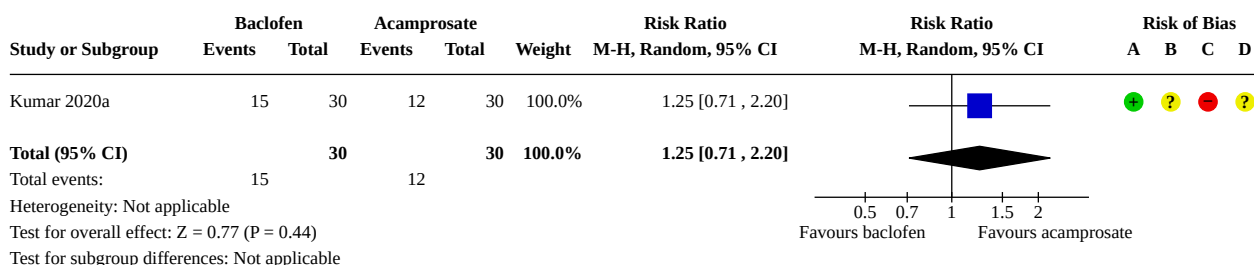 Baclofen Acamprosate Risk Ratio Risk Ratio Risk of Bias
Study or Subgroup Events Total Events Total Weight M-H, Random, 95% CI M-H, Random, 95% CI A B C D
Kumar 2020a 15 30 12 30 100.0% 1.25 [0.71 , 2.20] + ? − ?
Total (95% CI) 30 30 100.0% 1.25 [0.71 , 2.20]
Total events: 15 12
Heterogeneity: Not applicable 0.5 0.7 1 1.5 2
Test for overall effect: Z = 0.77 (P = 0.44) Favours baclofen Favours acamprosate
Test for subgroup differences: Not applicable